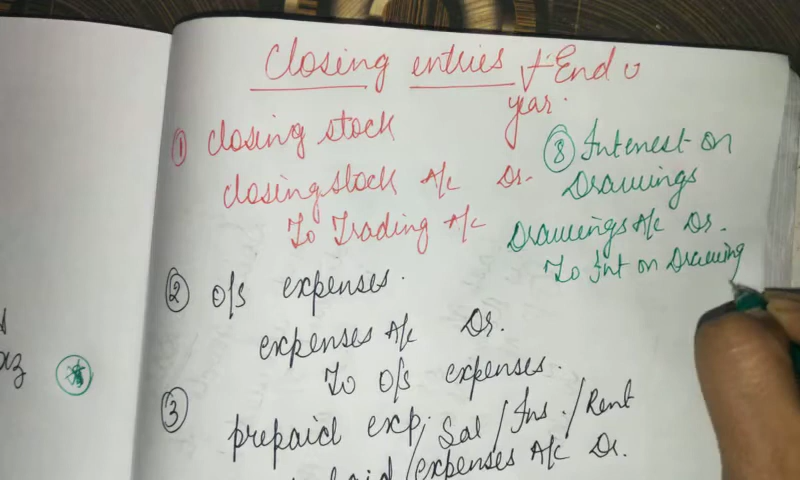 closing entries + End
year.
① closing stock
closing stock A/c Dr.
To Trading A/c
② o/s expenses.
expenses A/c Dr.
To o/s expenses.
③ prepaid exp; Sal / Ins. / Rent
/expenses A/c Dr.
⑧ Interest on
Drawings
Drawings A/c Dr.
To Int on Drawing